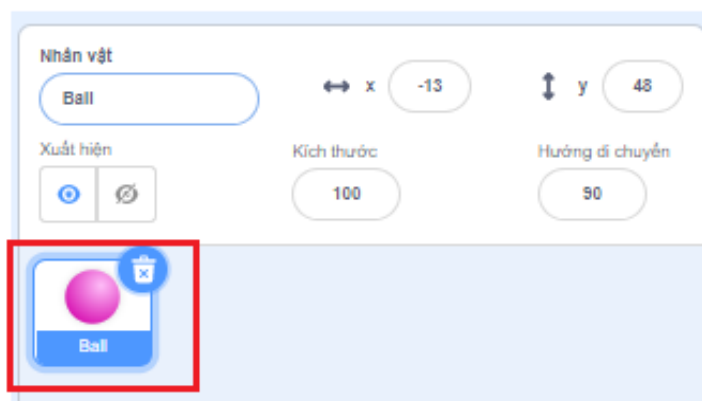 Nhân vật
Ball
x -13
y 48
Xuất hiện
Kích thước
Hướng di chuyển
100
90
Ball